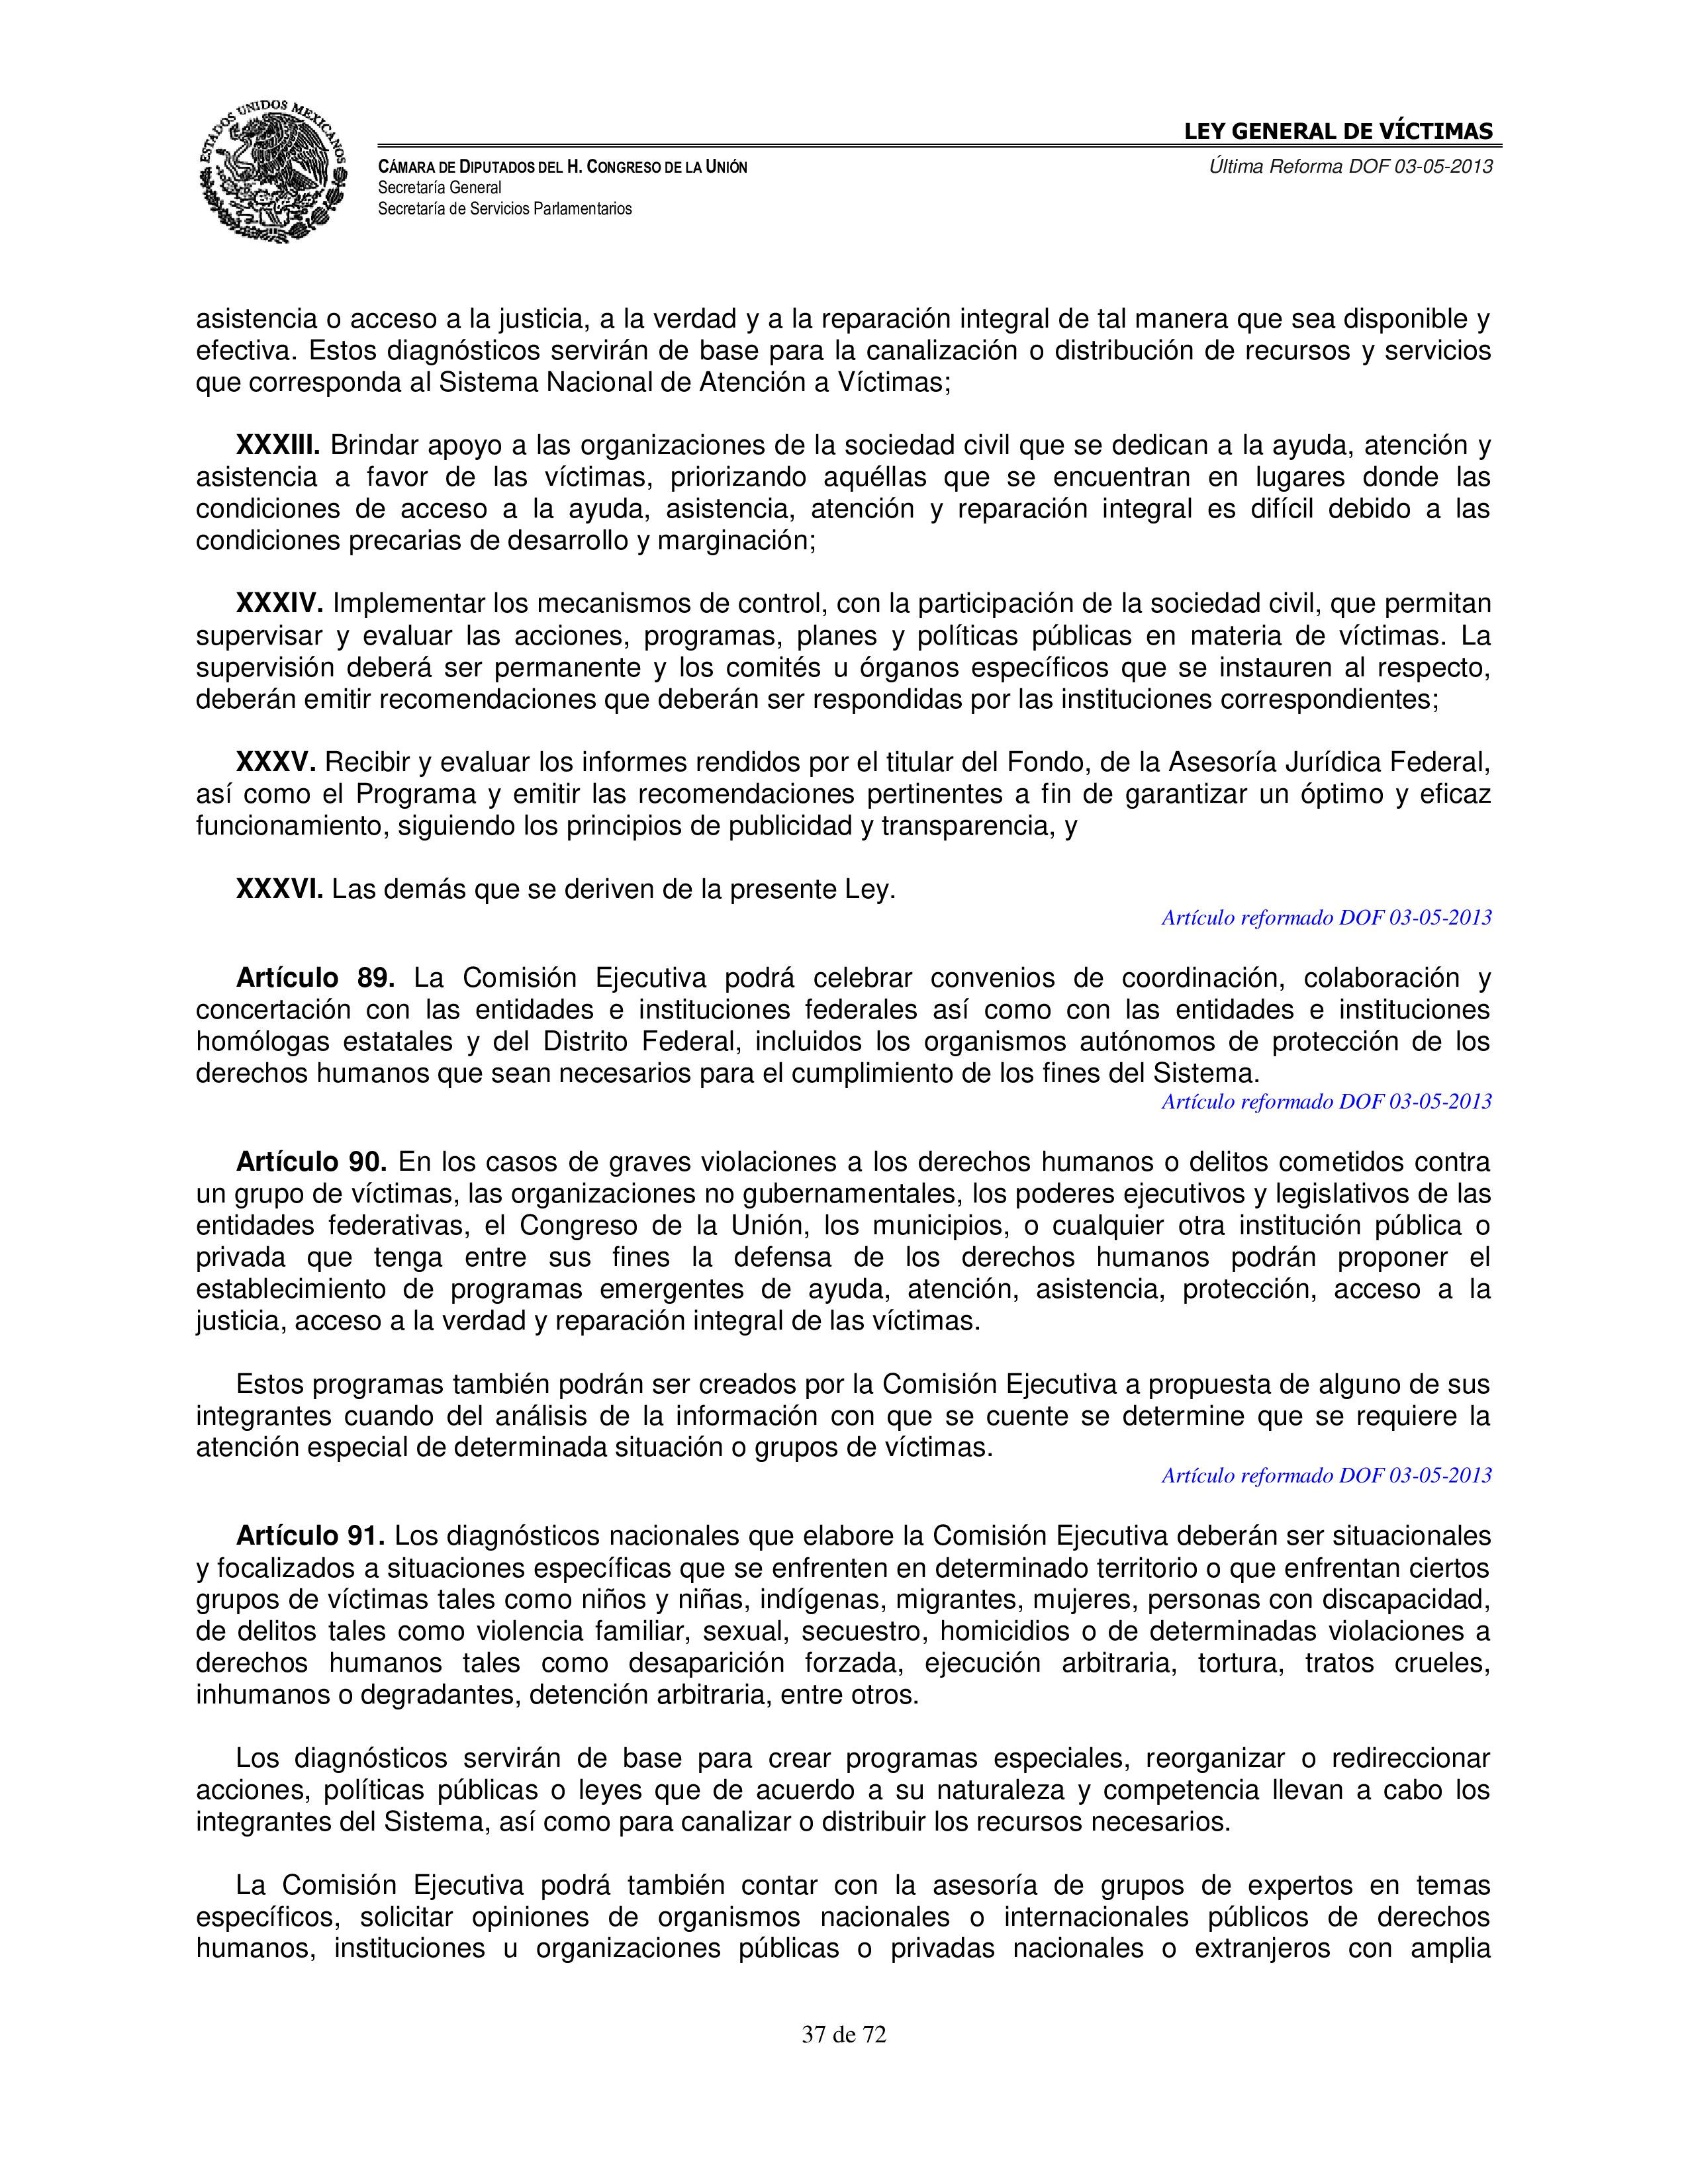 ESTADOS UNIDOS MEXICANOS
LEY GENERAL DE VÍCTIMAS
CÁMARA DE DIPUTADOS DEL H. CONGRESO DE LA UNIÓN
Última Reforma DOF 03-05-2013
Secretaría General
Secretaría de Servicios Parlamentarios
asistencia o acceso a la justicia, a la verdad y a la reparación integral de tal manera que sea disponible y
efectiva. Estos diagnósticos servirán de base para la canalización o distribución de recursos y servicios
que corresponda al Sistema Nacional de Atención a Víctimas;
XXXIII. Brindar apoyo a las organizaciones de la sociedad civil que se dedican a la ayuda, atención y
asistencia a favor de las víctimas, priorizando aquéllas que se encuentran en lugares donde las
condiciones de acceso a la ayuda, asistencia, atención y reparación integral es difícil debido a las
condiciones precarias de desarrollo y marginación;
XXXIV. Implementar los mecanismos de control, con la participación de la sociedad civil, que permitan
supervisar y evaluar las acciones, programas, planes y políticas públicas en materia de víctimas. La
supervisión deberá ser permanente y los comités u órganos específicos que se instauren al respecto,
deberán emitir recomendaciones que deberán ser respondidas por las instituciones correspondientes;
XXXV. Recibir y evaluar los informes rendidos por el titular del Fondo, de la Asesoría Jurídica Federal,
así como el Programa y emitir las recomendaciones pertinentes a fin de garantizar un óptimo y eficaz
funcionamiento, siguiendo los principios de publicidad y transparencia, y
XXXVI. Las demás que se deriven de la presente Ley.
Artículo reformado DOF 03-05-2013
Artículo 89. La Comisión Ejecutiva podrá celebrar convenios de coordinación, colaboración y
concertación con las entidades e instituciones federales así como con las entidades e instituciones
homólogas estatales y del Distrito Federal, incluidos los organismos autónomos de protección de los
derechos humanos que sean necesarios para el cumplimiento de los fines del Sistema.
Artículo reformado DOF 03-05-2013
Artículo 90. En los casos de graves violaciones a los derechos humanos o delitos cometidos contra
un grupo de víctimas, las organizaciones no gubernamentales, los poderes ejecutivos y legislativos de las
entidades federativas, el Congreso de la Unión, los municipios, o cualquier otra institución pública o
privada que tenga entre sus fines la defensa de los derechos humanos podrán proponer el
establecimiento de programas emergentes de ayuda, atención, asistencia, protección, acceso a la
justicia, acceso a la verdad y reparación integral de las víctimas.
Estos programas también podrán ser creados por la Comisión Ejecutiva a propuesta de alguno de sus
integrantes cuando del análisis de la información con que se cuente se determine que se requiere la
atención especial de determinada situación o grupos de víctimas.
Artículo reformado DOF 03-05-2013
Artículo 91. Los diagnósticos nacionales que elabore la Comisión Ejecutiva deberán ser situacionales
y focalizados a situaciones específicas que se enfrenten en determinado territorio o que enfrentan ciertos
grupos de víctimas tales como niños y niñas, indígenas, migrantes, mujeres, personas con discapacidad,
de delitos tales como violencia familiar, sexual, secuestro, homicidios o de determinadas violaciones a
derechos humanos tales como desaparición forzada, ejecución arbitraria, tortura, tratos crueles,
inhumanos o degradantes, detención arbitraria, entre otros.
Los diagnósticos servirán de base para crear programas especiales, reorganizar o redireccionar
acciones, políticas públicas o leyes que de acuerdo a su naturaleza y competencia llevan a cabo los
integrantes del Sistema, así como para canalizar o distribuir los recursos necesarios.
La Comisión Ejecutiva podrá también contar con la asesoría de grupos de expertos en temas
específicos, solicitar opiniones de organismos nacionales o internacionales públicos de derechos
humanos, instituciones u organizaciones públicas o privadas nacionales o extranjeros con amplia
37 de 72